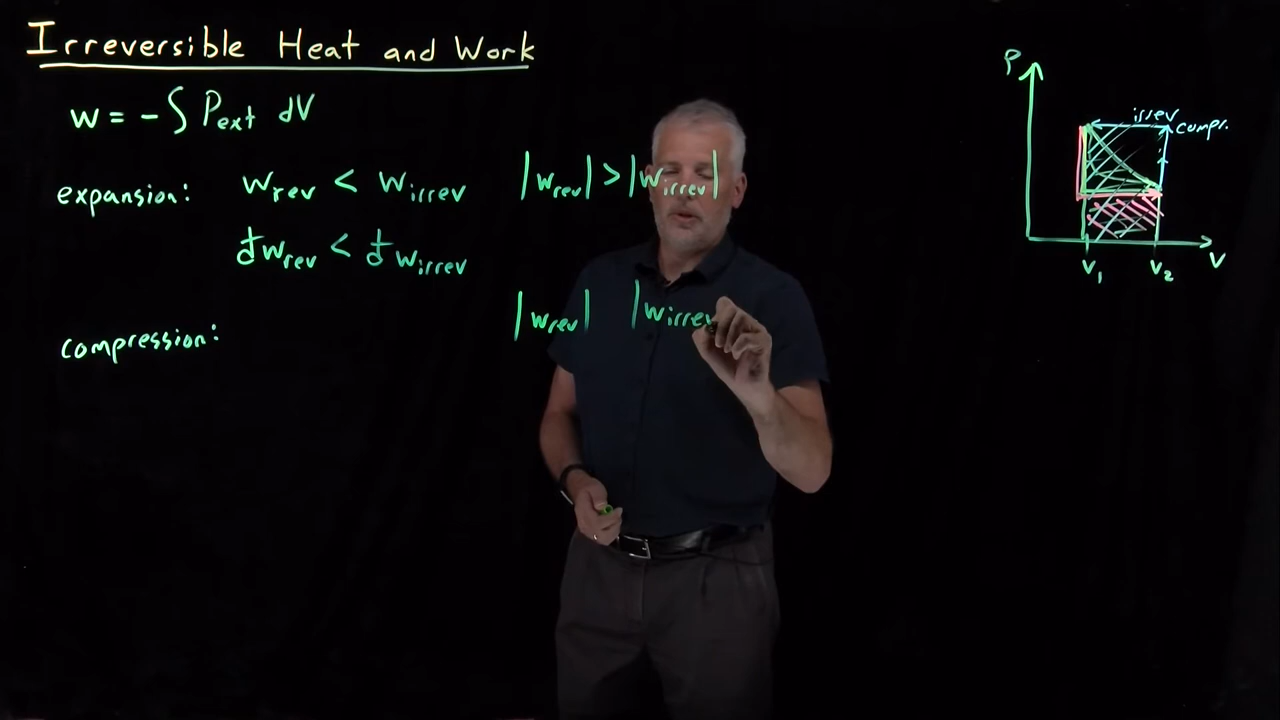 Irreversible Heat and Work
w = - ∫ Pext dV
expansion: wrev < wirrev |wrev| > |wirrev|
đwrev < đwirrev
compression: |wrev| |wirrev
P
irrev
compr.
V1 V2 V